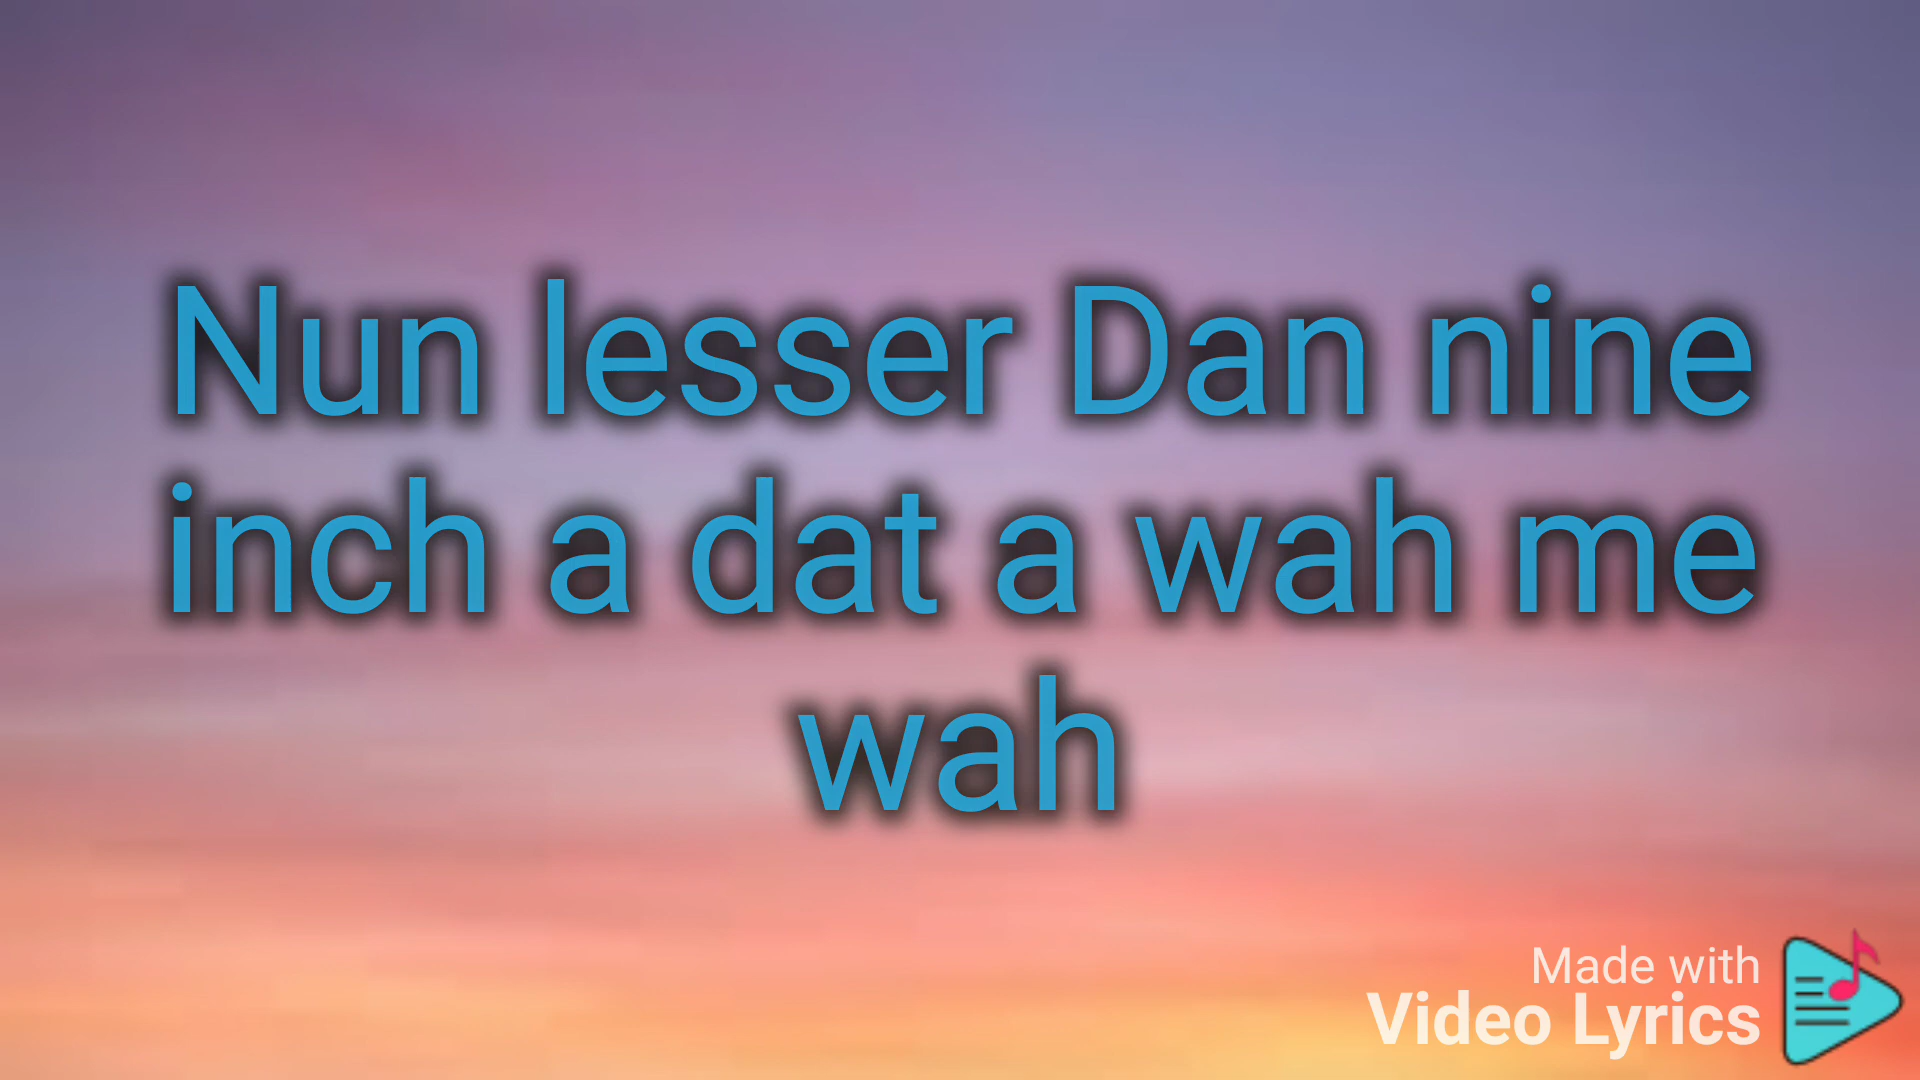 Nun lesser Dan nine
inch a dat a wah me
wah
Made with
Video Lyrics